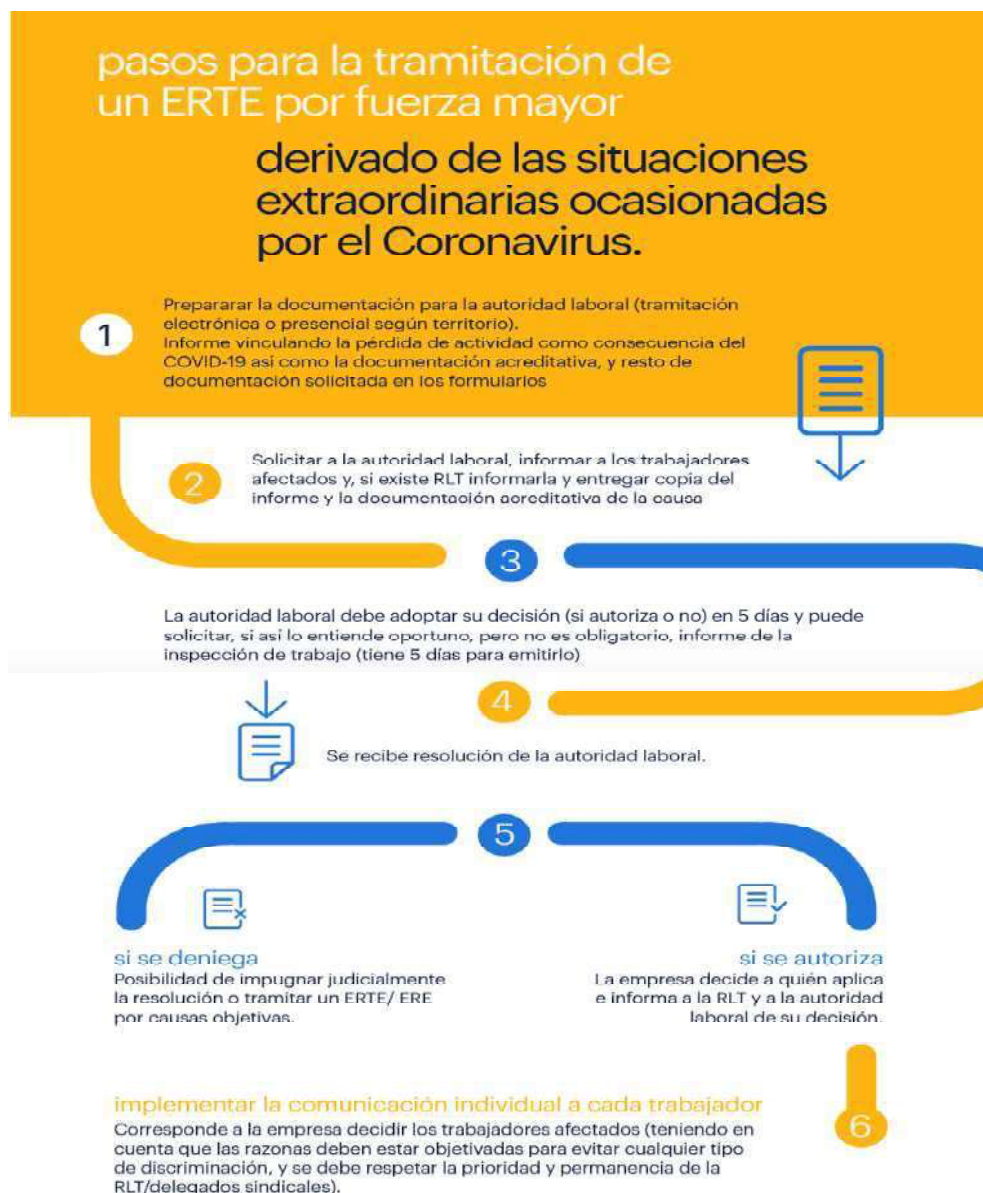 pasos para la tramitación de
un ERTE por fuerza mayor
derivado de las situaciones
extraordinarias ocasionadas
por el Coronavirus.
1
Prepararar la documentación para la autoridad laboral (tramitación
electrónica o presencial según territorio).
Informe vinculando la pérdida de actividad como consecuencia del
COVID-19 así como la documentación acreditativa, y resto de
documentación solicitada en los formularios
2
Solicitar a la autoridad laboral, informar a los trabajadores
afectados y, si existe RLT informarla y entregar copia del
informe y la documentación acreditativa de la causa
3
La autoridad laboral debe adoptar su decisión (si autoriza o no) en 5 días y puede
solicitar, si así lo entiende oportuno, pero no es obligatorio, informe de la
inspección de trabajo (tiene 5 días para emitirlo)
4
Se recibe resolución de la autoridad laboral.
5
si se deniega
Posibilidad de impugnar judicialmente
la resolución o tramitar un ERTE/ ERE
por causas objetivas.
si se autoriza
La empresa decide a quién aplica
e informa a la RLT y a la autoridad
laboral de su decisión.
6
implementar la comunicación individual a cada trabajador
Corresponde a la empresa decidir los trabajadores afectados (teniendo en
cuenta que las razonas deben estar objetivadas para evitar cualquier tipo
de discriminación, y se debe respetar la prioridad y permanencia de la
RLT/delegados sindicales).